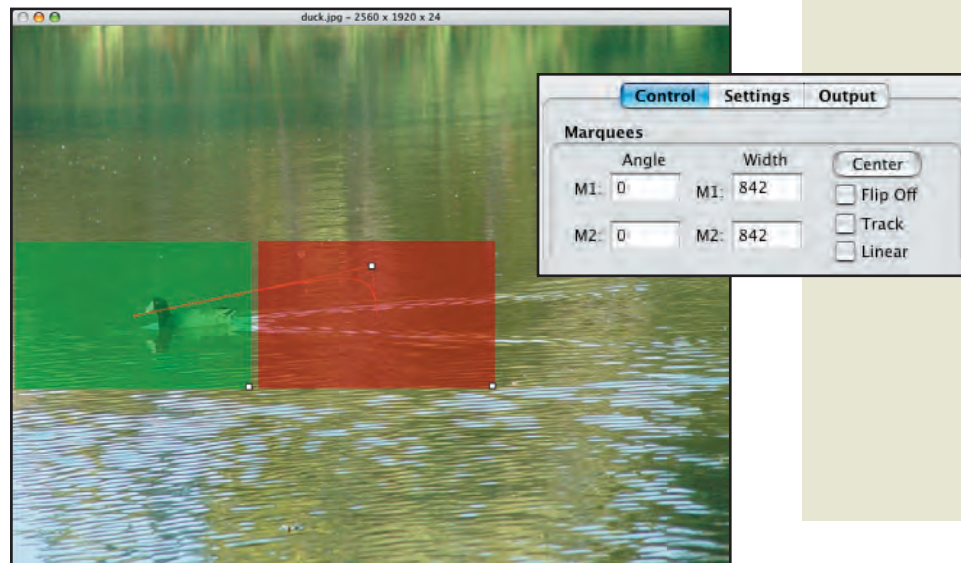 duck.jpg – 2560 x 1920 x 24
Control Settings Output
Marquees
Angle Width Center
M1: 0 M1: 842 Flip Off
M2: 0 M2: 842 Track
Linear